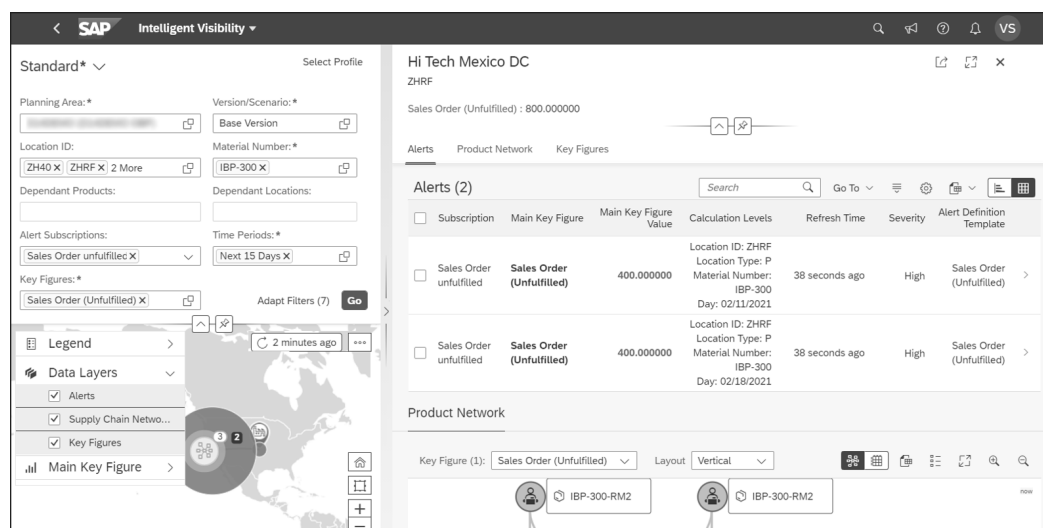 SAP Intelligent Visibility
VS
Standard*
Select Profile
Planning Area:*
Version/Scenario:*
Base Version
Location ID:
Material Number:*
ZH40 ZHRF 2 More
IBP-300
Dependant Products:
Dependant Locations:
Alert Subscriptions:
Time Periods:*
Sales Order unfulfilled
Next 15 Days
Key Figures:*
Sales Order (Unfulfilled)
Adapt Filters (7) Go
Legend
2 minutes ago
Data Layers
Alerts
Supply Chain Netwo...
Key Figures
Main Key Figure
3 2
Hi Tech Mexico DC
ZHRF
Sales Order (Unfulfilled) : 800.000000
Alerts Product Network Key Figures
Alerts (2)
Search
Go To
Subscription Main Key Figure Main Key Figure Value Calculation Levels Refresh Time Severity Alert Definition Template
Location ID: ZHRF
Location Type: P
Sales Order unfulfilled Sales Order (Unfulfilled) 400.000000 Material Number: IBP-300 38 seconds ago High Sales Order (Unfulfilled)
Day: 02/11/2021
Location ID: ZHRF
Location Type: P
Sales Order unfulfilled Sales Order (Unfulfilled) 400.000000 Material Number: IBP-300 38 seconds ago High Sales Order (Unfulfilled)
Day: 02/18/2021
Product Network
Key Figure (1): Sales Order (Unfulfilled) Layout Vertical
IBP-300-RM2 IBP-300-RM2
now